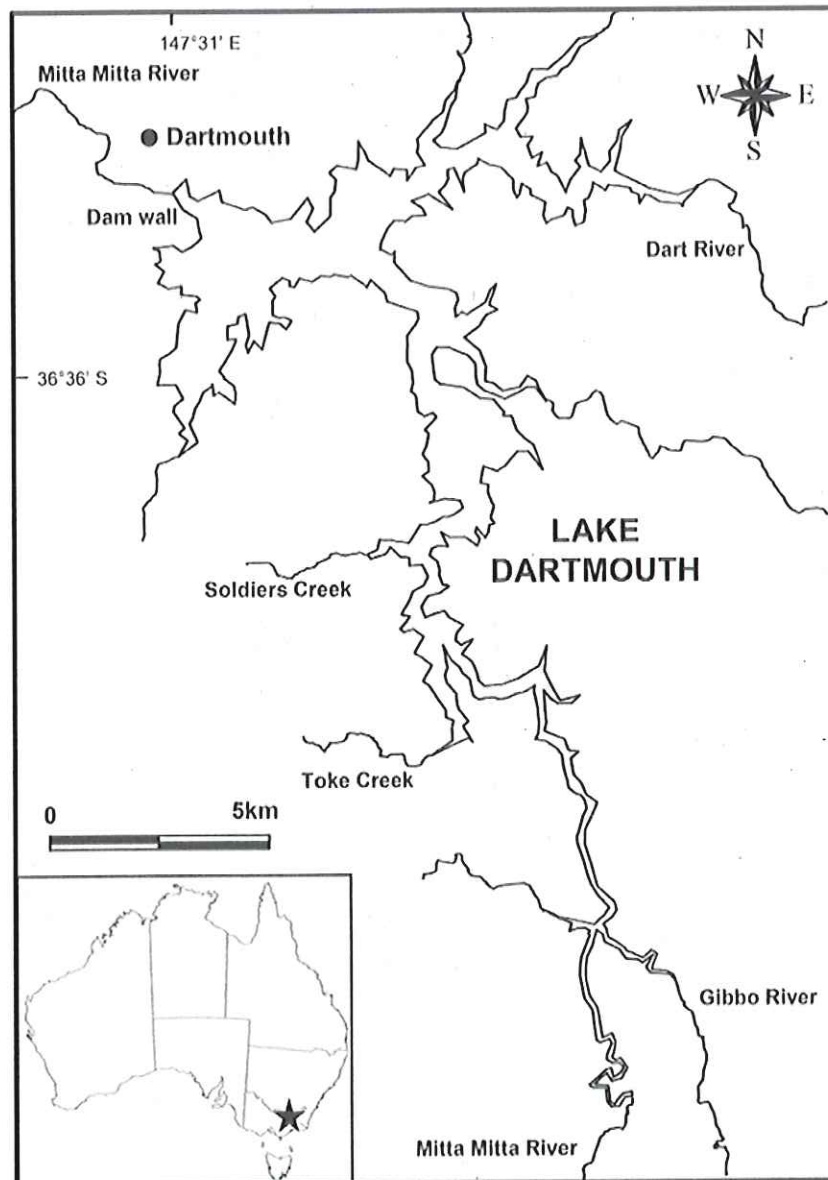 147°31' E
Mitta Mitta River
N
W
E
S
Dartmouth
Dam wall
Dart River
36°36' S
LAKE
DARTMOUTH
Soldiers Creek
Toke Creek
0
5km
Gibbo River
Mitta Mitta River